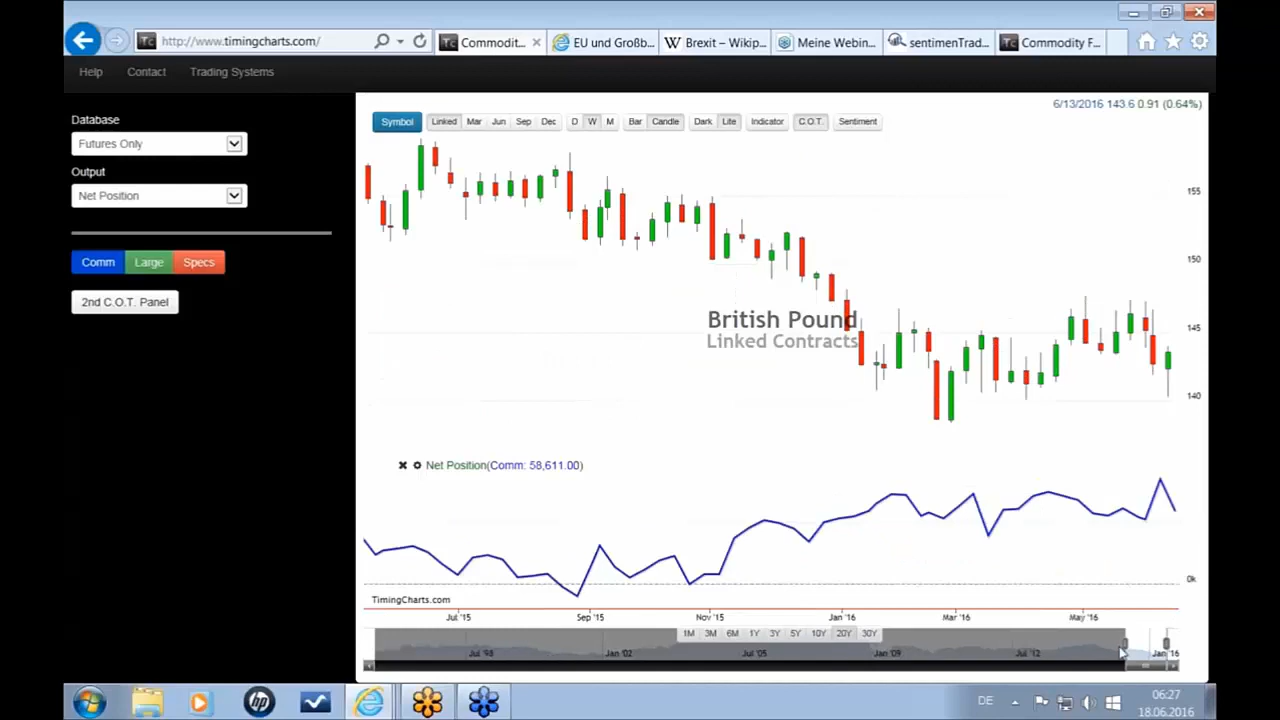 http://www.timingcharts.com/
Commodit...
EU und Großb...
Brexit – Wikip...
Meine Webin...
sentimenTrad...
Commodity F...
Help Contact Trading Systems
Database
Futures Only
Output
Net Position
Comm Large Specs
2nd C.O.T. Panel
6/13/2016 143.6 0.91 (0.64%)
Symbol Linked Mar Jun Sep Dec D W M Bar Candle Dark Lite Indicator C.O.T. Sentiment
155
150
145
140
British Pound
Linked Contracts
Net Position(Comm: 58,611.00)
0k
TimingCharts.com
Jul '15 Sep '15 Nov '15 Jan '16 Mar '16 May '16
1M 3M 6M 1Y 3Y 5Y 10Y 20Y 30Y
Jul '98 Jan '02 Jul '05 Jan '09 Jul '12 Jan '16
DE
06:27
18.06.2016